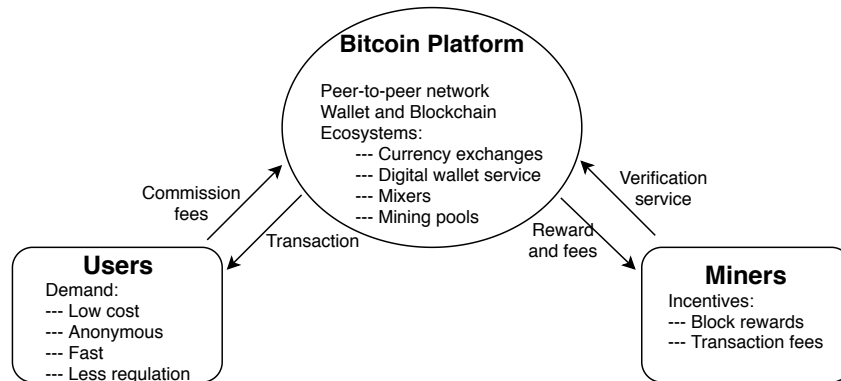 Bitcoin Platform
Peer-to-peer network
Wallet and Blockchain
Ecosystems:
--- Currency exchanges
--- Digital wallet service
--- Mixers
--- Mining pools
Commission
fees
Transaction
Verification
service
Reward
and fees
Users
Demand:
--- Low cost
--- Anonymous
--- Fast
--- Less regulation
Miners
Incentives:
--- Block rewards
--- Transaction fees